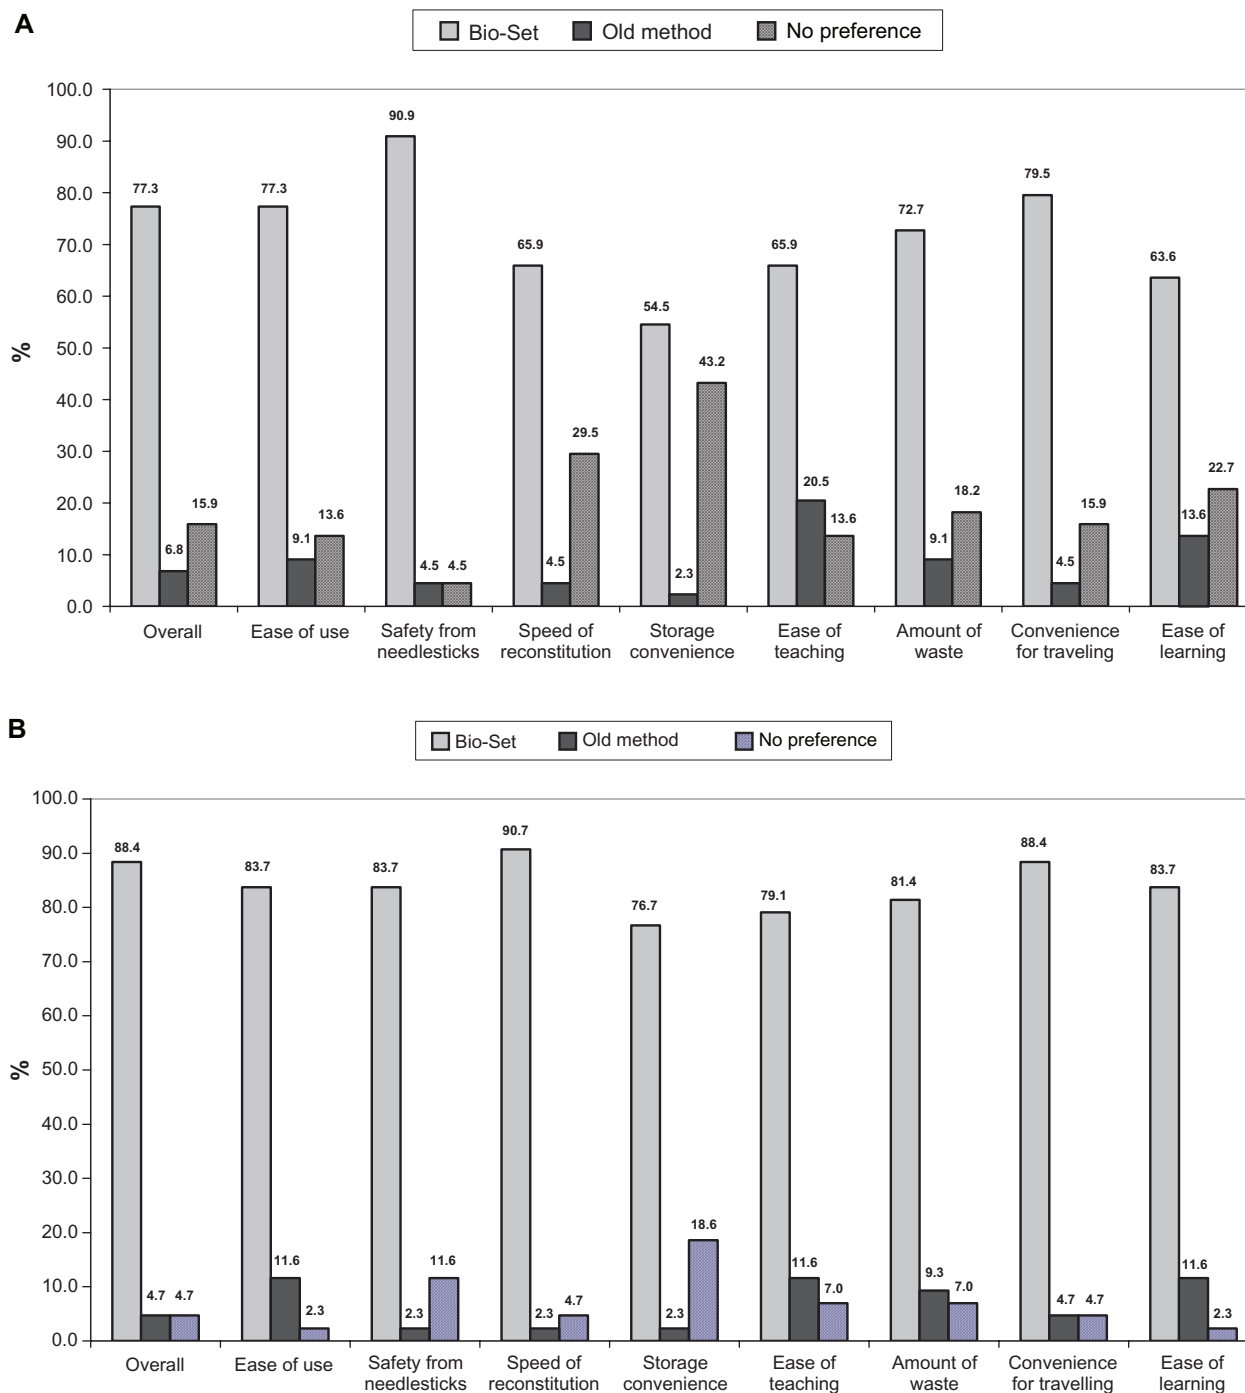 A
Bio-Set Old method No preference
100.0
90.0
80.0
70.0
60.0
50.0
40.0
30.0
20.0
10.0
0.0
%
77.3 6.8 15.9
77.3 9.1 13.6
90.9 4.5 4.5
65.9 4.5 29.5
54.5 2.3 43.2
65.9 20.5 13.6
72.7 9.1 18.2
79.5 4.5 15.9
63.6 13.6 22.7
Overall
Ease of use
Safety from
needlesticks
Speed of
reconstitution
Storage
convenience
Ease of
teaching
Amount of
waste
Convenience
for traveling
Ease of
learning
B
Bio-Set Old method No preference
100.0
90.0
80.0
70.0
60.0
50.0
40.0
30.0
20.0
10.0
0.0
%
88.4 4.7 4.7
83.7 11.6 2.3
83.7 2.3 11.6
90.7 2.3 4.7
76.7 2.3 18.6
79.1 11.6 7.0
81.4 9.3 7.0
88.4 4.7 4.7
83.7 11.6 2.3
Overall
Ease of use
Safety from
needlesticks
Speed of
reconstitution
Storage
convenience
Ease of
teaching
Amount of
waste
Convenience
for travelling
Ease of
learning